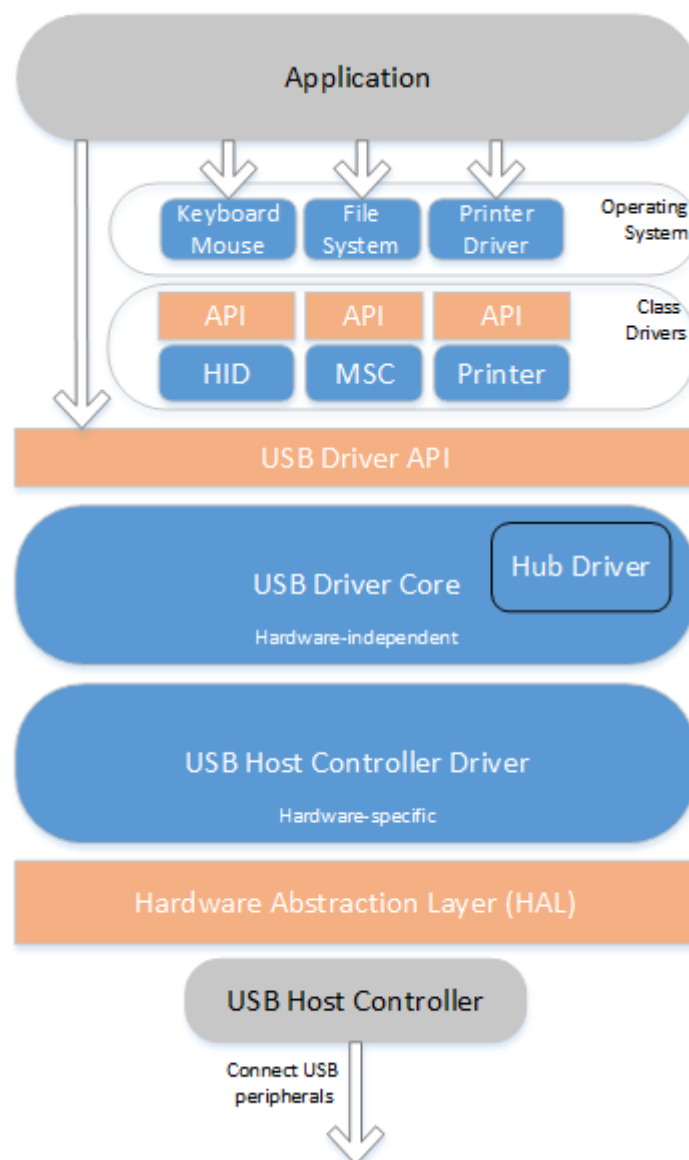 Application
Keyboard
Mouse
File
System
Printer
Driver
Operating
System
API
API
API
Class
Drivers
HID
MSC
Printer
USB Driver API
Hub Driver
USB Driver Core
Hardware-independent
USB Host Controller Driver
Hardware-specific
Hardware Abstraction Layer (HAL)
USB Host Controller
Connect USB
peripherals